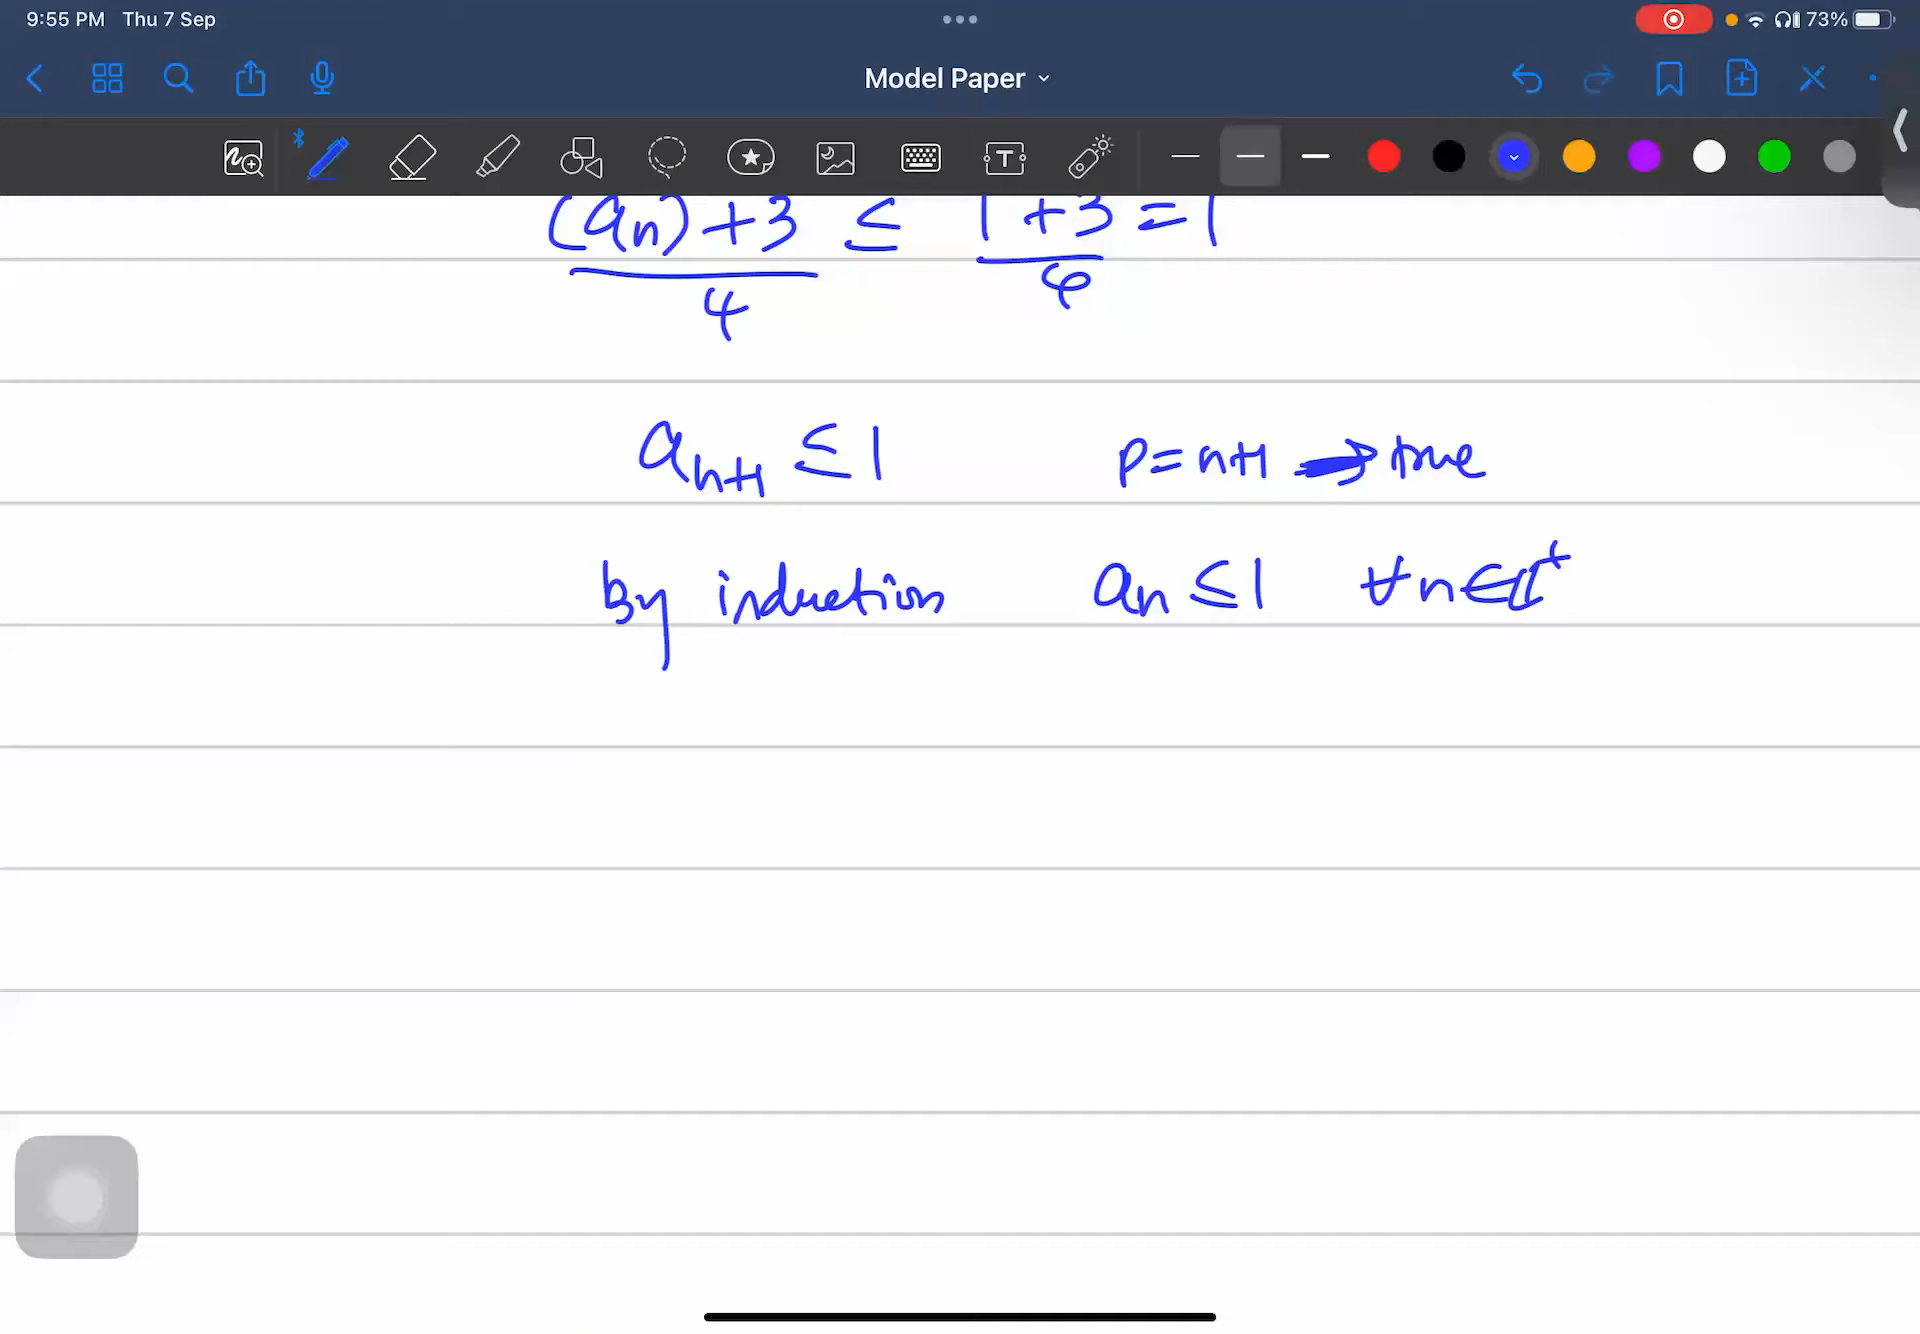 9:55 PM Thu 7 Sep
73%
Model Paper
T
(an)+3 ≤ 1+3 = 1
4 4
an+1 ≤ 1 p = n+1 → true
by induction an ≤ 1 ∀n∈ℤ⁺